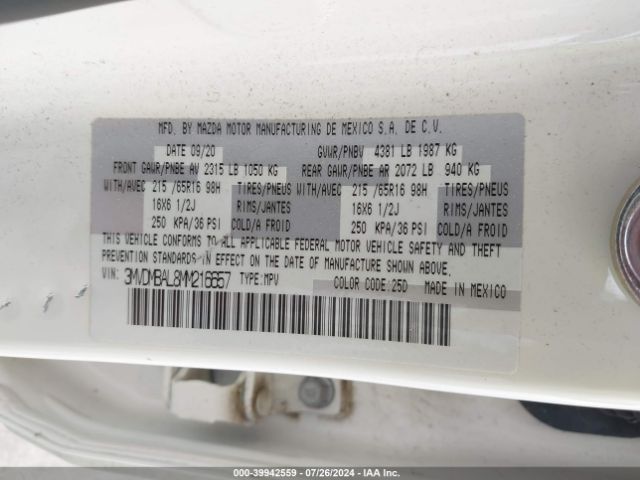 MFD. BY MAZDA MOTOR MANUFACTURING DE MEXICO S.A. DE C.V.
DATE 09/20 GVWR/PNBV 4381 LB 1987 KG
FRONT GAWR/PNBE AV 2315 LB 1050 KG REAR GAWR/PNBE AR 2072 LB 940 KG
WITH/AVEC 215 /65R16 98H TIRES/PNEUS WITH/AVEC 215 /65R16 98H TIRES/PNEUS
16X6 1/2J RIMS/JANTES 16X6 1/2J RIMS/JANTES
250 KPA/36 PSI COLD/A FROID 250 KPA/36 PSI COLD/A FROID
THIS VEHICLE CONFORMS TO ALL APPLICABLE FEDERAL MOTOR VEHICLE SAFETY AND THEFT
PREVENTION STANDARDS IN EFFECT ON THE DATE OF MANUFACTURE SHOWN ABOVE.
VIN: 3MVDMBAL8MM216657 TYPE:MPV COLOR CODE:25D MADE IN MEXICO
000-39942559 - 07/26/2024 - IAA Inc.